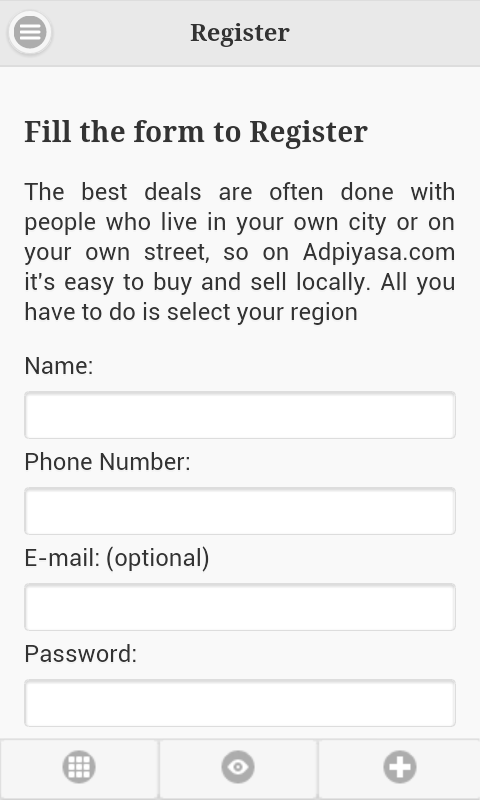 Register
Fill the form to Register
The best deals are often done with
people who live in your own city or on
your own street, so on Adpiyasa.com
it's easy to buy and sell locally. All you
have to do is select your region
Name:
Phone Number:
E-mail: (optional)
Password: